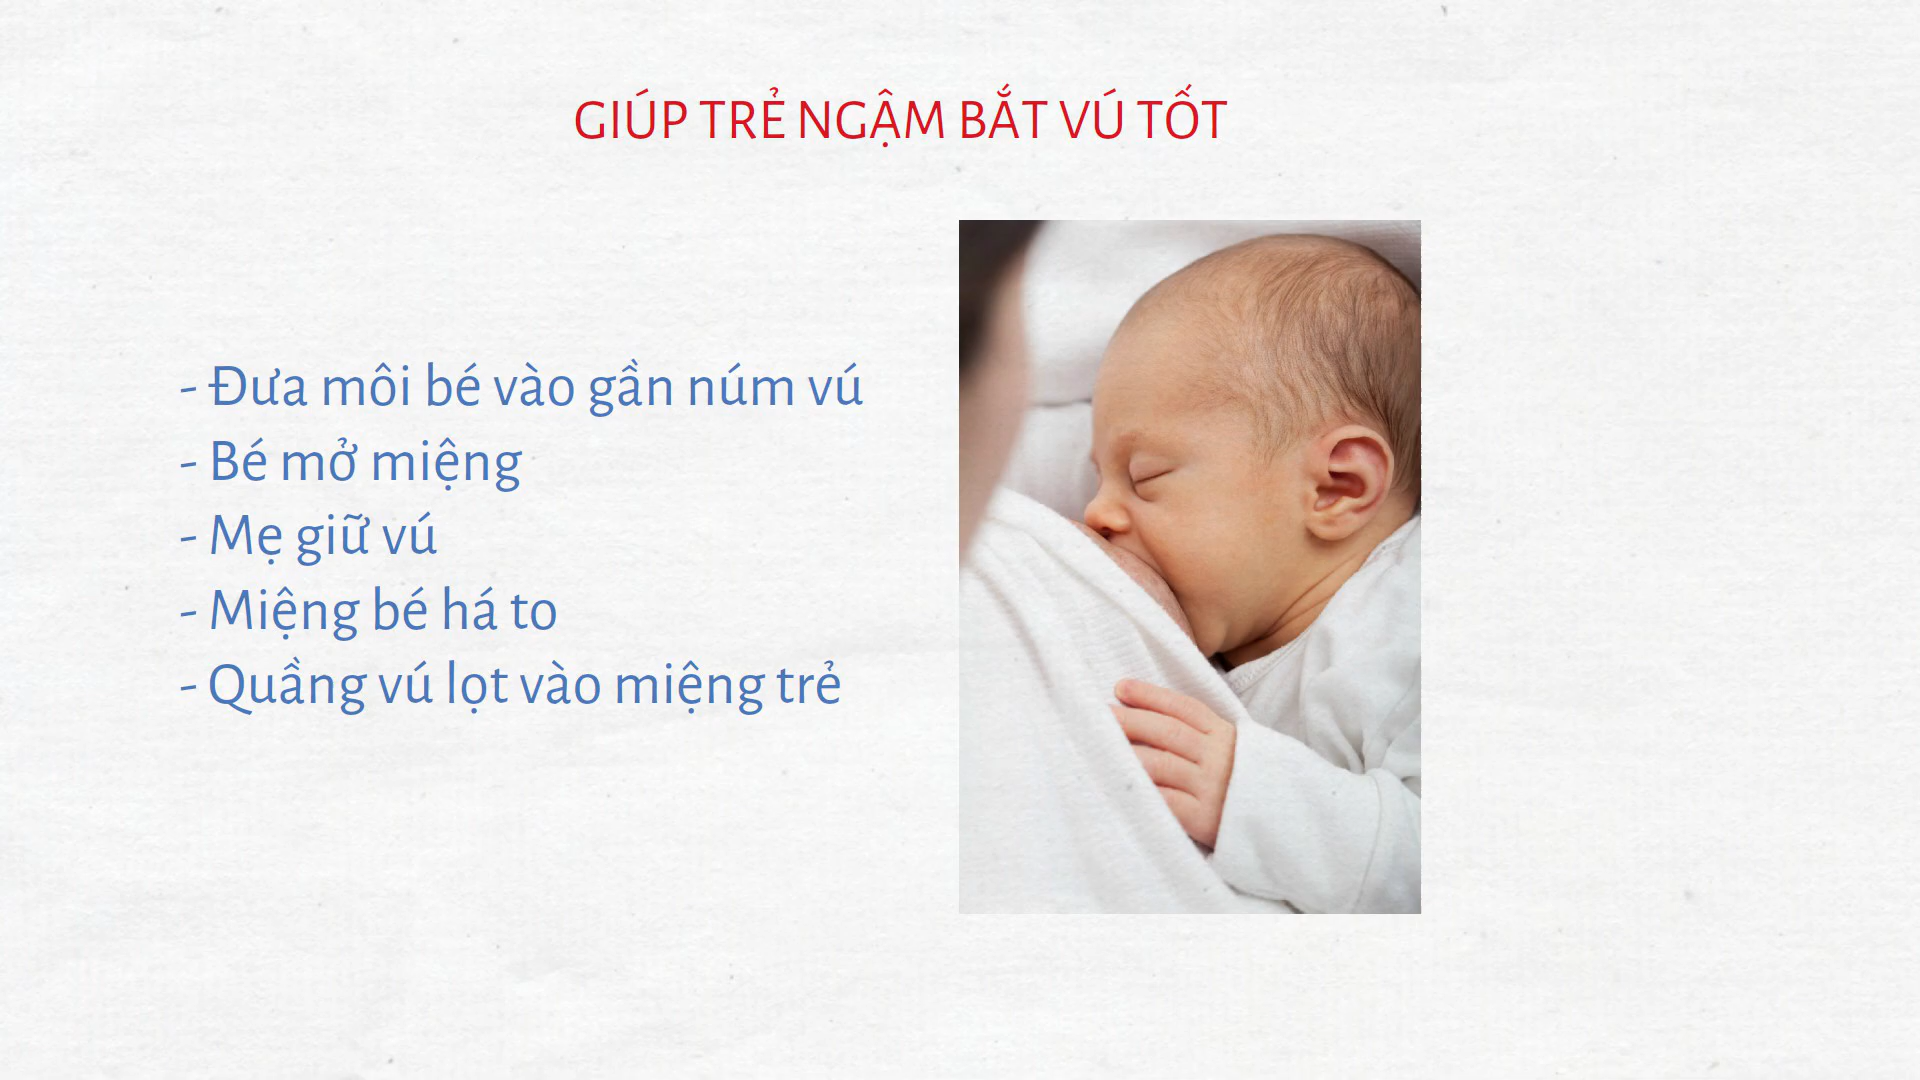 GIÚP TRẺ NGẬM BẮT VÚ TỐT
- Đưa môi bé vào gần núm vú
- Bé mở miệng
- Mẹ giữ vú
- Miệng bé há to
- Quầng vú lọt vào miệng trẻ